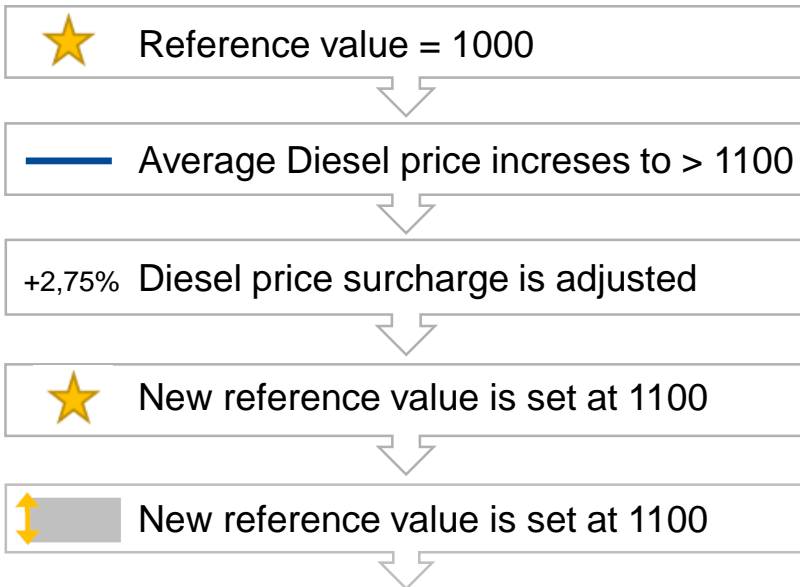 Reference value = 1000
Average Diesel price increses to > 1100
+2,75% Diesel price surcharge is adjusted
New reference value is set at 1100
New reference value is set at 1100